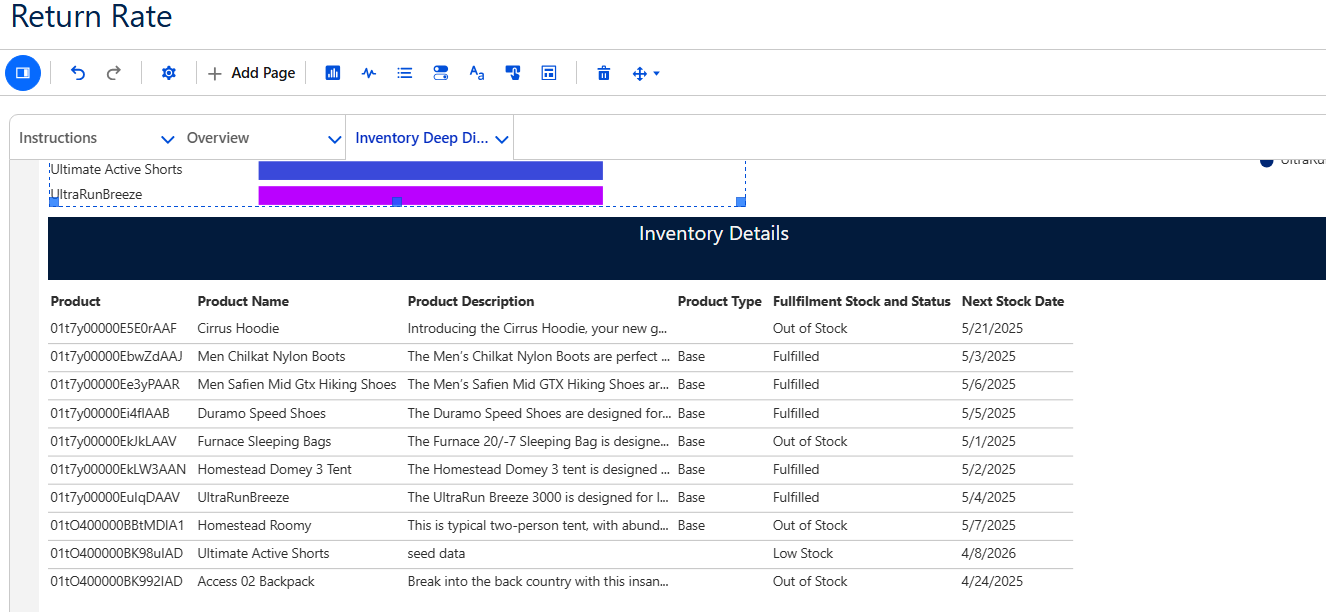 Return Rate
Add Page
Instructions Overview Inventory Deep Di...
Ultimate Active Shorts
UltraRunBreeze
Inventory Details
Product Product Name Product Description Product Type Fullfilment Stock and Status Next Stock Date
01t7y00000E5E0rAAF Cirrus Hoodie Introducing the Cirrus Hoodie, your new g... Out of Stock 5/21/2025
01t7y00000EbwZdAAJ Men Chilkat Nylon Boots The Men's Chilkat Nylon Boots are perfect ... Base Fulfilled 5/3/2025
01t7y00000Ee3yPAAR Men Safien Mid Gtx Hiking Shoes The Men's Safien Mid GTX Hiking Shoes ar... Base Fulfilled 5/6/2025
01t7y00000Ei4flAAB Duramo Speed Shoes The Duramo Speed Shoes are designed for... Base Fulfilled 5/5/2025
01t7y00000EkJkLAAV Furnace Sleeping Bags The Furnace 20/-7 Sleeping Bag is designe... Base Out of Stock 5/1/2025
01t7y00000EkLW3AAN Homestead Domey 3 Tent The Homestead Domey 3 tent is designed ... Base Fulfilled 5/2/2025
01t7y00000EulqDAAV UltraRunBreeze The UltraRun Breeze 3000 is designed for l... Base Fulfilled 5/4/2025
01tO400000BBtMDIA1 Homestead Roomy This is typical two-person tent, with abund... Base Out of Stock 5/7/2025
01tO400000BK98uIAD Ultimate Active Shorts seed data Low Stock 4/8/2026
01tO400000BK992IAD Access 02 Backpack Break into the back country with this insan... Out of Stock 4/24/2025